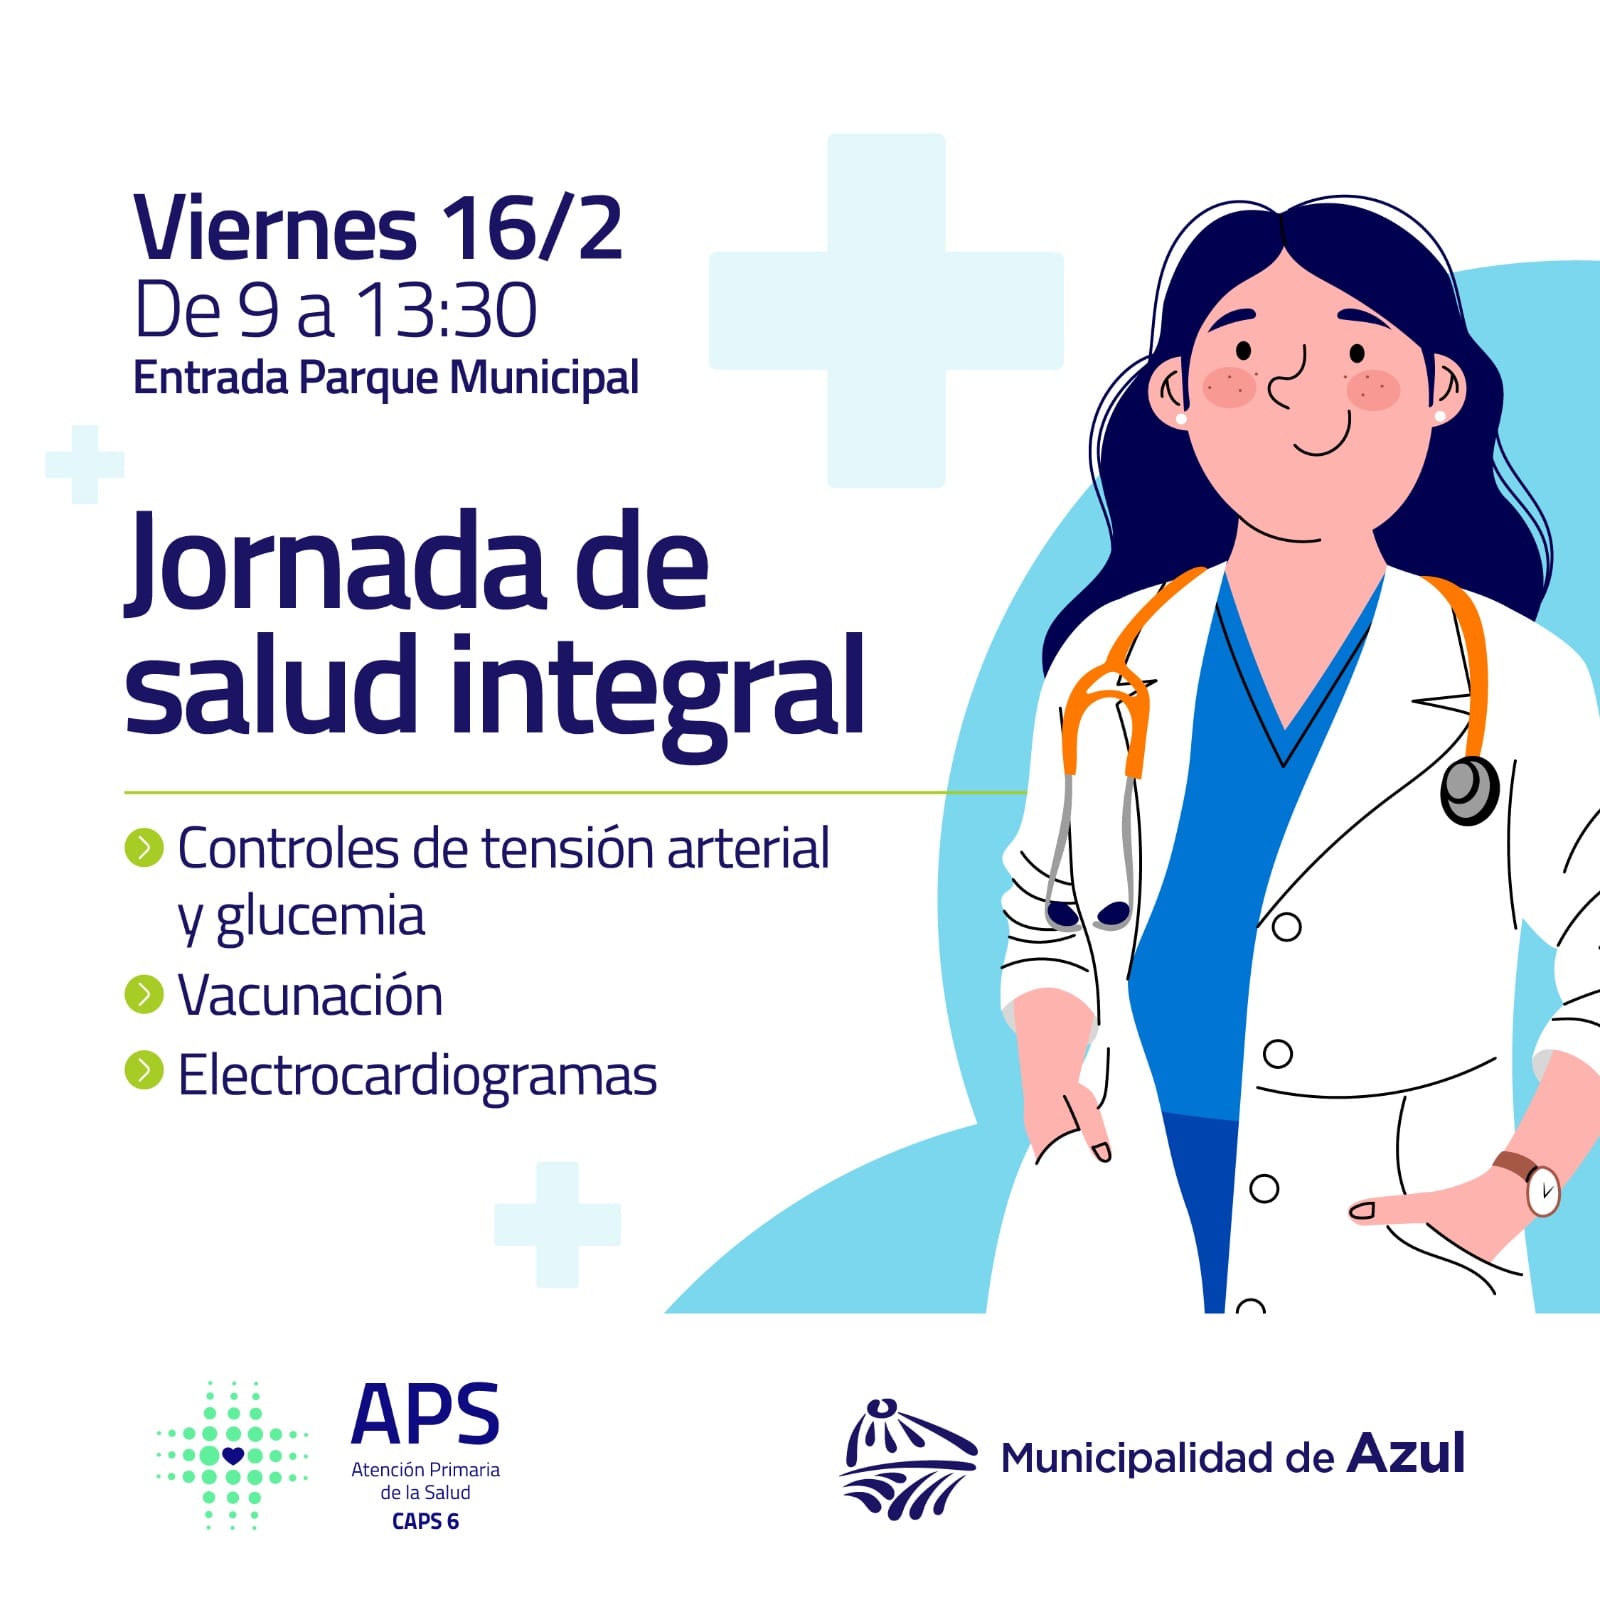 Viernes 16/2
De 9 a 13:30
Entrada Parque Municipal
Jornada de
salud integral
Controles de tensión arterial
y glucemia
Vacunación
Electrocardiogramas
APS
Atención Primaria
de la Salud
CAPS 6
Municipalidad de Azul